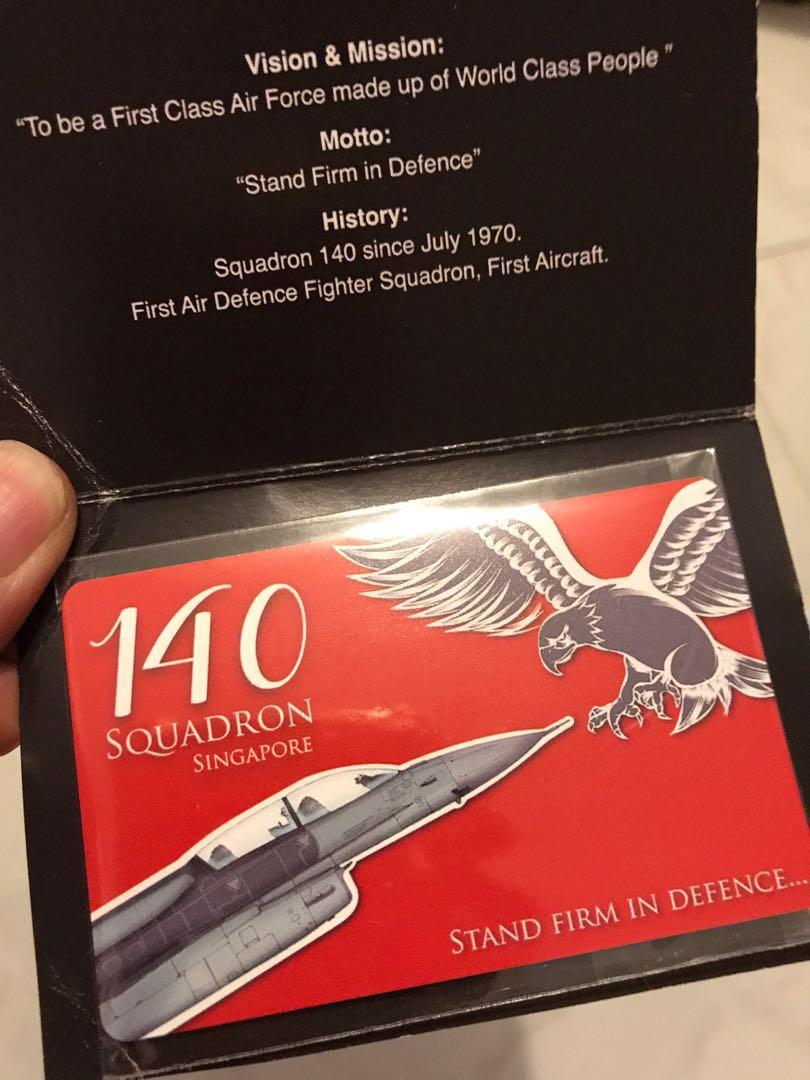 Vision & Mission:
“To be a First Class Air Force made up of World Class People ”
Motto:
“Stand Firm in Defence”
History:
Squadron 140 since July 1970.
First Air Defence Fighter Squadron, First Aircraft.
140
SQUADRON
SINGAPORE
STAND FIRM IN DEFENCE...